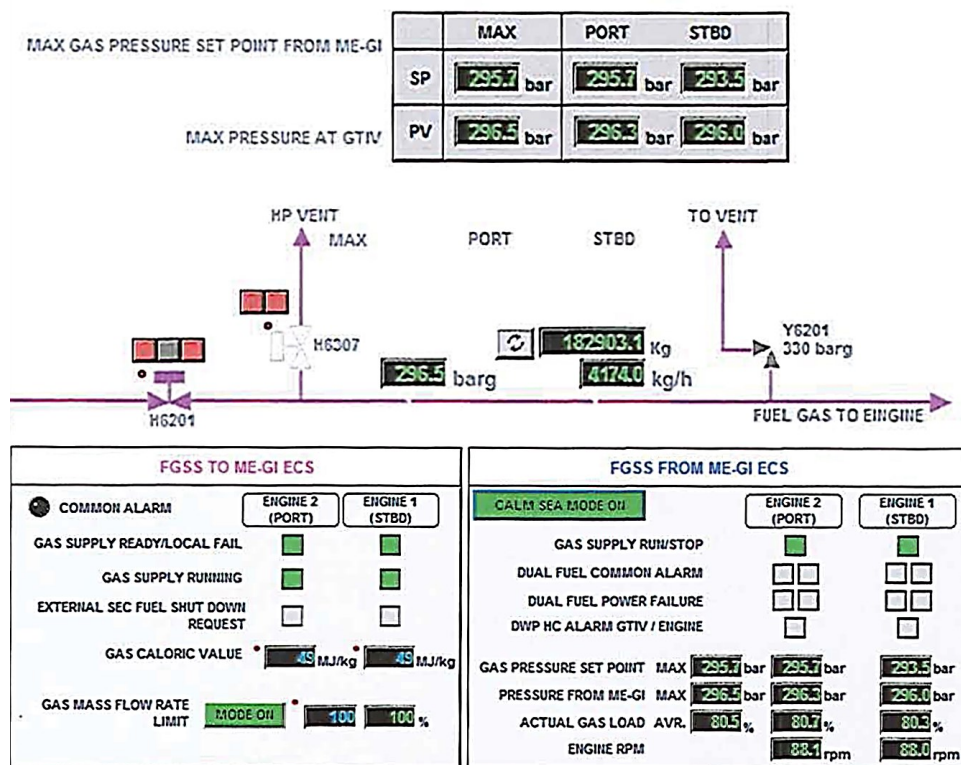 MAX PORT STBD
MAX GAS PRESSURE SET POINT FROM ME-GI
SP 295.7 bar 295.7 bar 293.5 bar
MAX PRESSURE AT GTIV PV 296.5 bar 296.3 bar 296.0 bar
HP VENT
TO VENT
MAX PORT STBD
H6307
182903.1 Kg
Y6201
330 barg
296.5 barg
4174.0 kg/h
H6201
FUEL GAS TO EINGINE
FGSS TO ME-GI ECS
COMMON ALARM
ENGINE 2
(PORT)
ENGINE 1
(STBD)
GAS SUPPLY READY/LOCAL FAIL
GAS SUPPLY RUNNING
EXTERNAL SEC FUEL SHUT DOWN
REQUEST
GAS CALORIC VALUE 49 MJ/kg 49 MJ/kg
GAS MASS FLOW RATE
LIMIT MODE ON 100 100 %
FGSS FROM ME-GI ECS
CALM SEA MODE ON
ENGINE 2
(PORT)
ENGINE 1
(STBD)
GAS SUPPLY RUN/STOP
DUAL FUEL COMMON ALARM
DUAL FUEL POWER FAILURE
DWP HC ALARM GTIV / ENGINE
GAS PRESSURE SET POINT MAX 295.7 bar 295.7 bar 293.5 bar
PRESSURE FROM ME-GI MAX 296.5 bar 296.3 bar 296.0 bar
ACTUAL GAS LOAD AVR. 80.5 % 80.7 % 80.3 %
ENGINE RPM 88.1 rpm 88.0 rpm